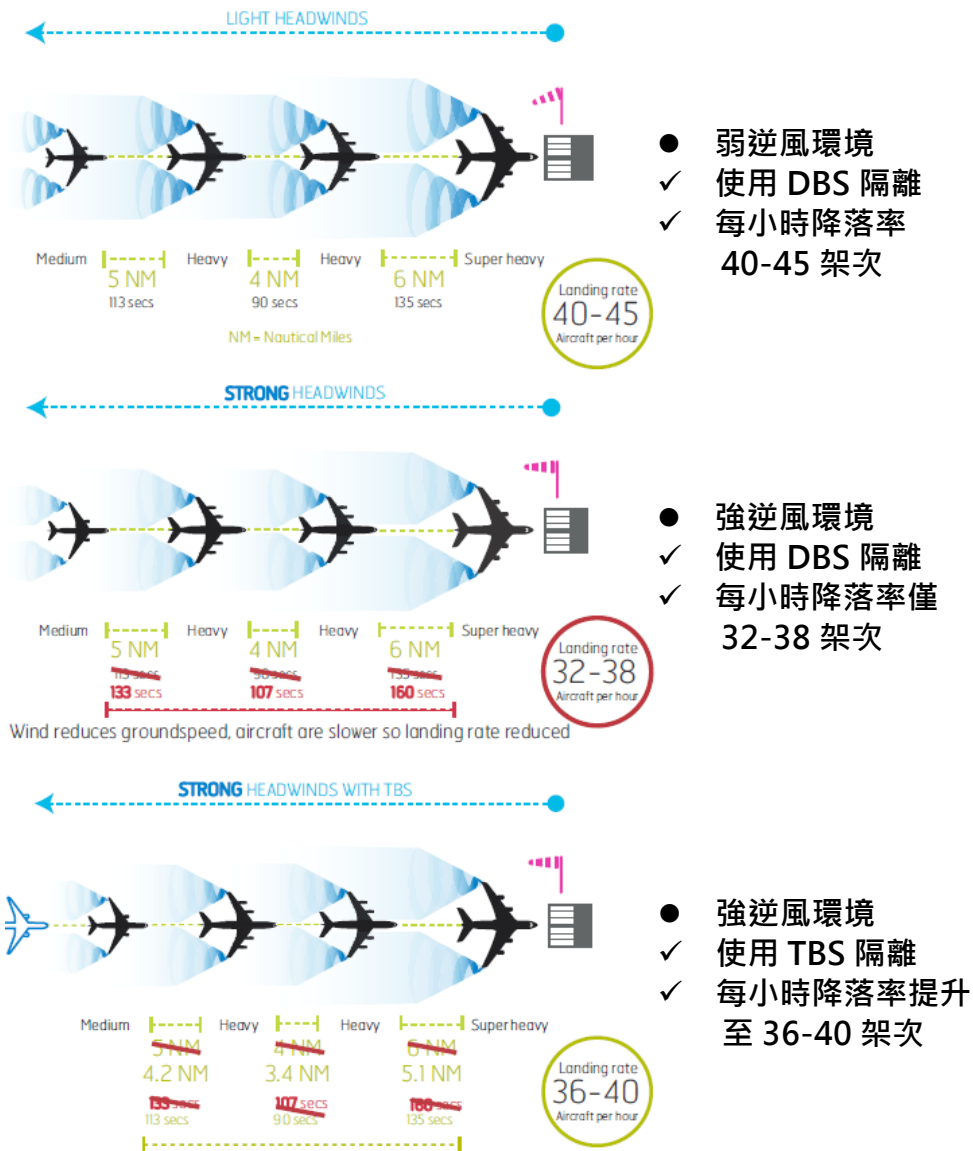 LIGHT HEADWINDS
Medium 5 NM Heavy 4 NM Heavy 6 NM Super heavy
113 secs 90 secs 135 secs
NM = Nautical Miles
Landing rate
40-45
Aircraft per hour
● 弱逆風環境
✓ 使用 DBS 隔離
✓ 每小時降落率
40-45 架次
STRONG HEADWINDS
Medium 5 NM Heavy 4 NM Heavy 6 NM Super heavy
113 secs 90 secs 135 secs
133 secs 107 secs 160 secs
Wind reduces groundspeed, aircraft are slower so landing rate reduced
Landing rate
32-38
Aircraft per hour
● 強逆風環境
✓ 使用 DBS 隔離
✓ 每小時降落率僅
32-38 架次
STRONG HEADWINDS WITH TBS
Medium Heavy Heavy Super heavy
5 NM 4 NM 6 NM
4.2 NM 3.4 NM 5.1 NM
133 secs 107 secs 160 secs
113 secs 90 secs 135 secs
Landing rate
36-40
Aircraft per hour
● 強逆風環境
✓ 使用 TBS 隔離
✓ 每小時降落率提升
至 36-40 架次